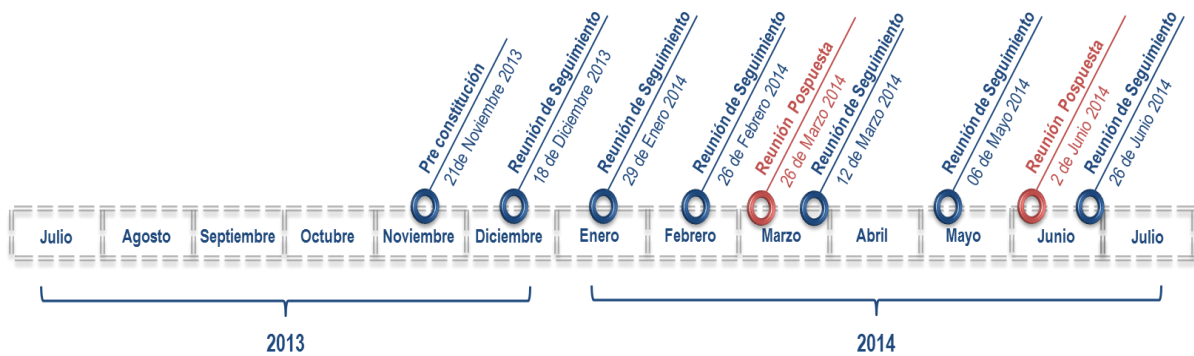 Pre constitución
21de Noviembre 2013
Reunión de Seguimiento
18 de Diciembre 2013
Reunión de Seguimiento
29 de Enero 2014
Reunión de Seguimiento
26 de Febrero 2014
Reunión Pospuesta
26 de Marzo 2014
Reunión de Seguimiento
12 de Marzo 2014
Reunión de Seguimiento
06 de Mayo 2014
Reunión Pospuesta
2 de Junio 2014
Reunión de Seguimiento
26 de Junio 2014
Julio Agosto Septiembre Octubre Noviembre Diciembre Enero Febrero Marzo Abril Mayo Junio Julio
2013 2014